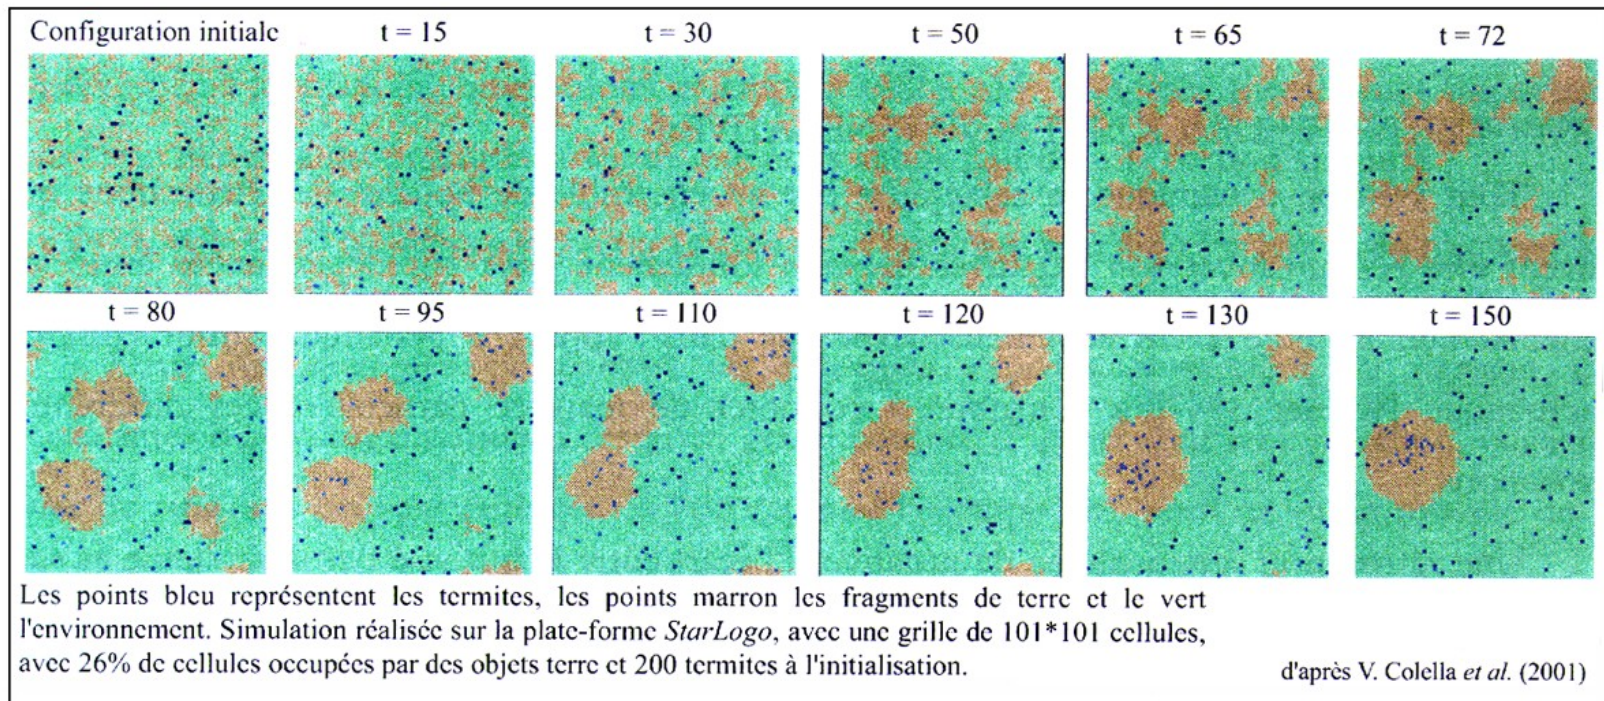 Configuration initiale
t = 15
t = 30
t = 50
t = 65
t = 72
t = 80
t = 95
t = 110
t = 120
t = 130
t = 150
Les points bleu représentent les termites, les points marron les fragments de terre et le vert
l'environnement. Simulation réalisée sur la plate-forme StarLogo, avec une grille de 101*101 cellules,
avec 26% de cellules occupées par des objets terre et 200 termites à l'initialisation.
d'après V. Colella et al. (2001)